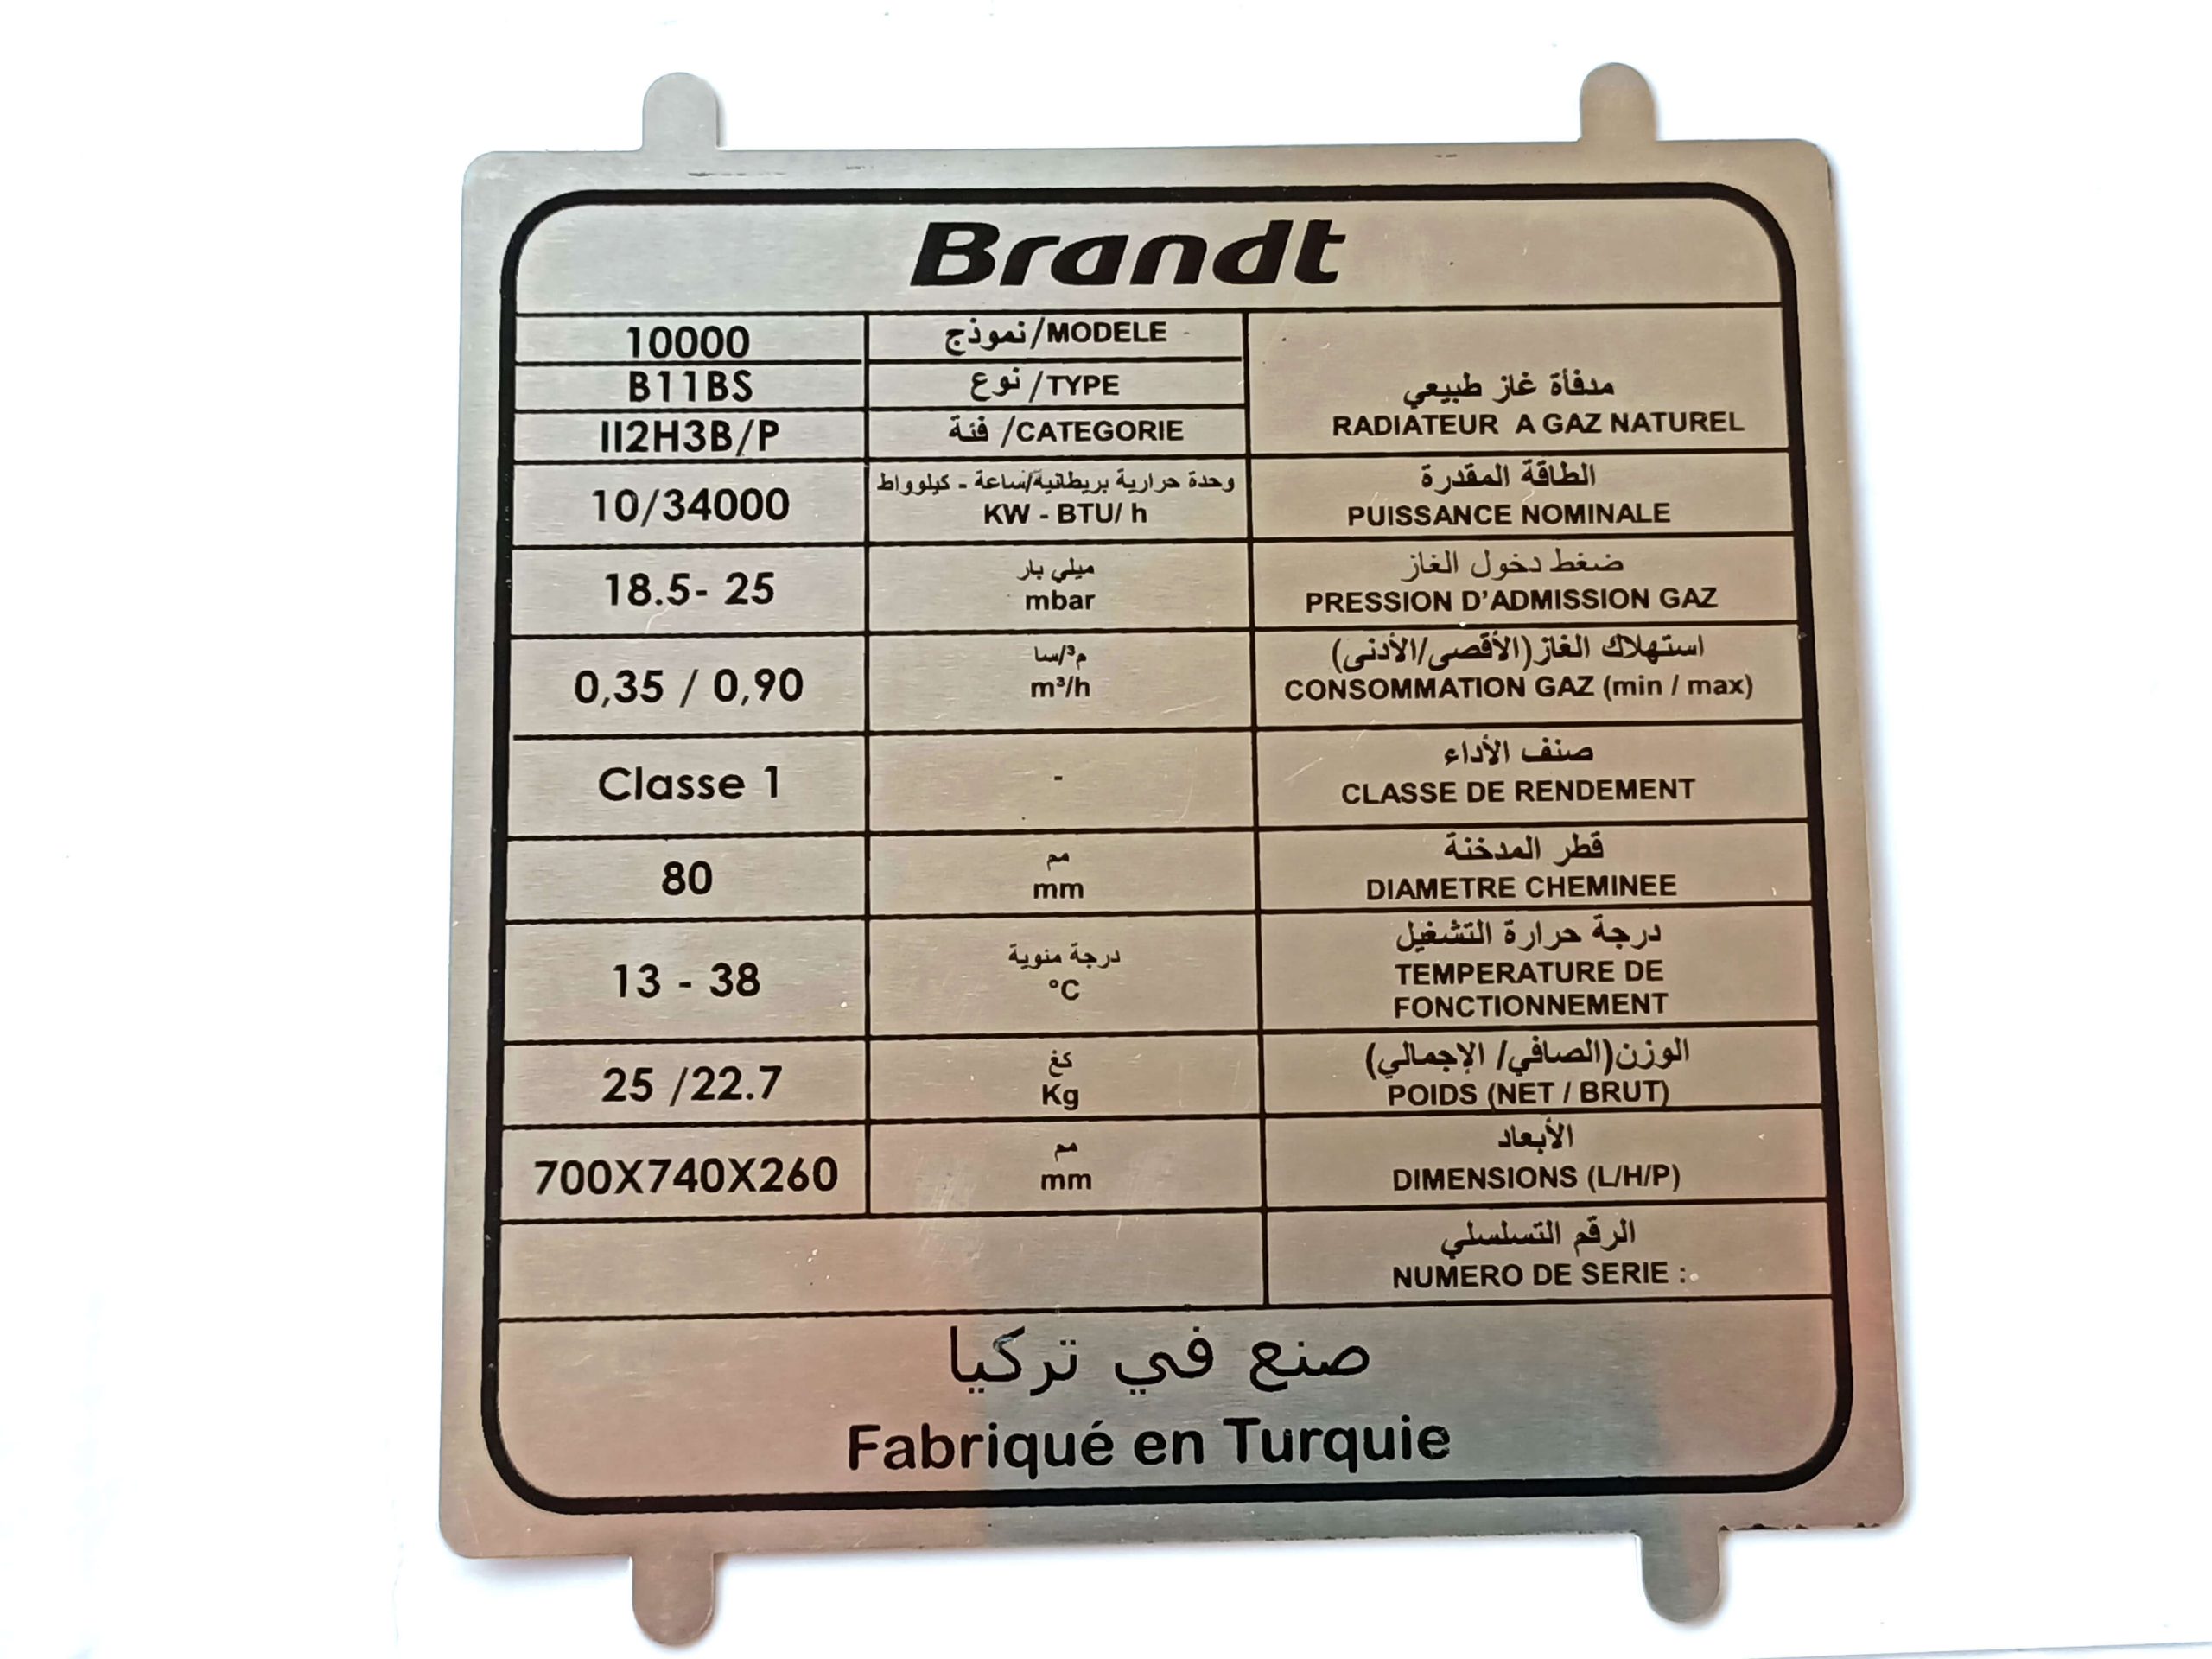 Brandt
10000
نموذج/MODELE
B11BS
نوع/TYPE
II2H3B/P
فئة/CATEGORIE
مدفأة غاز طبيعي
RADIATEUR A GAZ NATUREL
10/34000
وحدة حرارية بريطانية/ساعة - كيلوواط
KW - BTU/ h
الطاقة المقدرة
PUISSANCE NOMINALE
18.5- 25
ميلي بار
mbar
ضغط دخول الغاز
PRESSION D'ADMISSION GAZ
0,35 / 0,90
م³/سا
m³/h
استهلاك الغاز(الأقصى/الأدنى)
CONSOMMATION GAZ (min / max)
Classe 1
-
صنف الأداء
CLASSE DE RENDEMENT
80
مم
mm
قطر المدخنة
DIAMETRE CHEMINEE
13 - 38
درجة منوية
°C
درجة حرارة التشغيل
TEMPERATURE DE
FONCTIONNEMENT
25 /22.7
كغ
Kg
الوزن(الصافي/ الإجمالي)
POIDS (NET / BRUT)
700X740X260
مم
mm
الأبعاد
DIMENSIONS (L/H/P)
الرقم التسلسلي
NUMERO DE SERIE :
صنع في تركيا
Fabriqué en Turquie